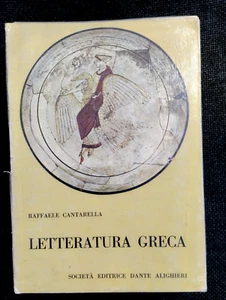 RAFFAELE CANTARELLA
LETTERATURA GRECA
SOCIETÀ EDITRICE DANTE ALIGHIERI